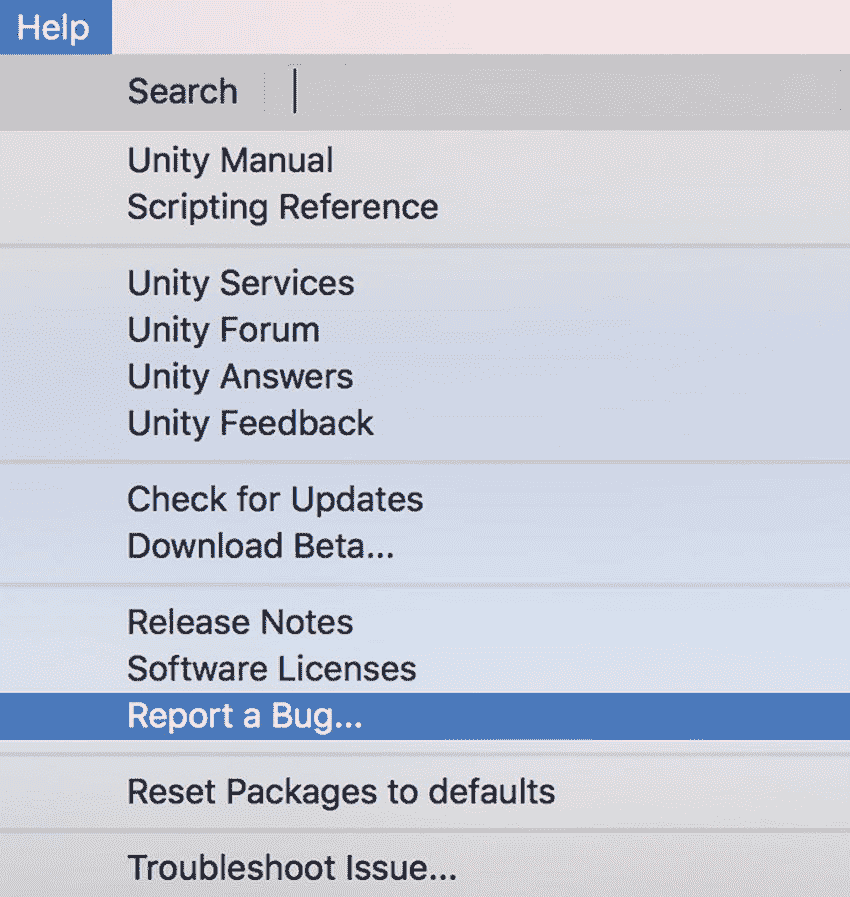 Help
Search
Unity Manual
Scripting Reference
Unity Services
Unity Forum
Unity Answers
Unity Feedback
Check for Updates
Download Beta...
Release Notes
Software Licenses
Report a Bug...
Reset Packages to defaults
Troubleshoot Issue...